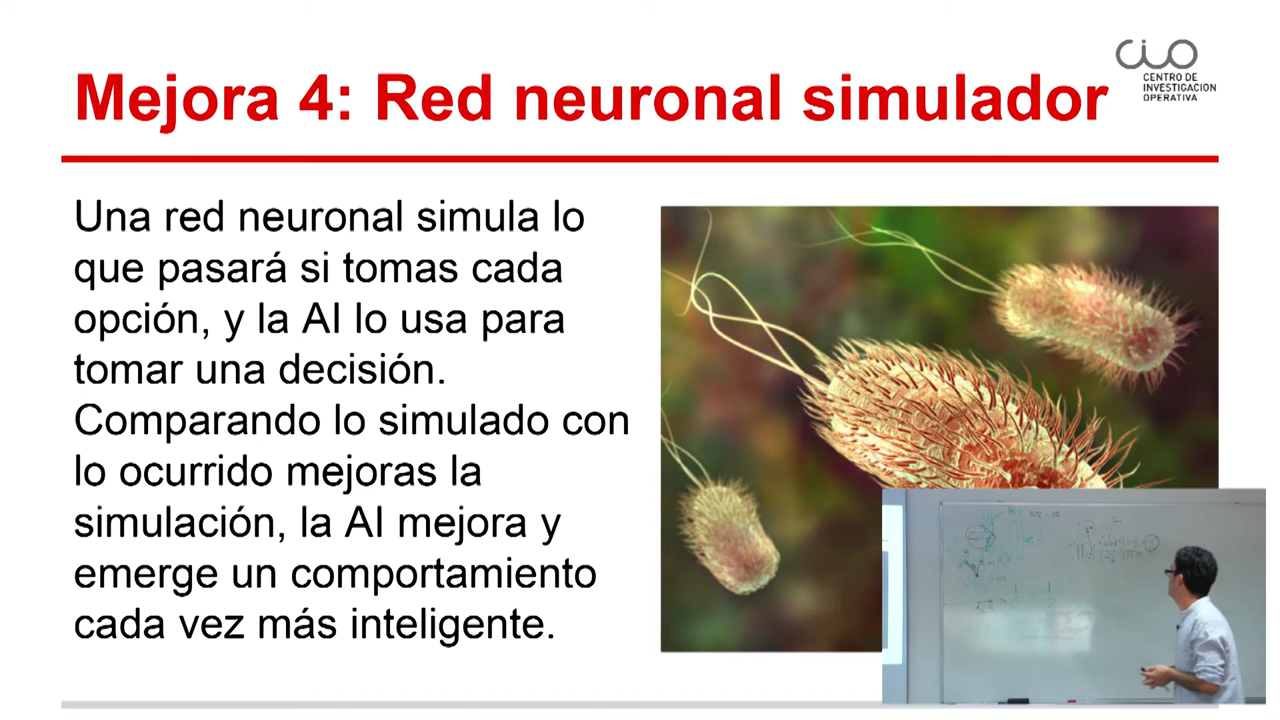 Mejora 4: Red neuronal simulador
CIO
CENTRO DE
INVESTIGACION
OPERATIVA
Una red neuronal simula lo
que pasará si tomas cada
opción, y la AI lo usa para
tomar una decisión.
Comparando lo simulado con
lo ocurrido mejoras la
simulación, la AI mejora y
emerge un comportamiento
cada vez más inteligente.